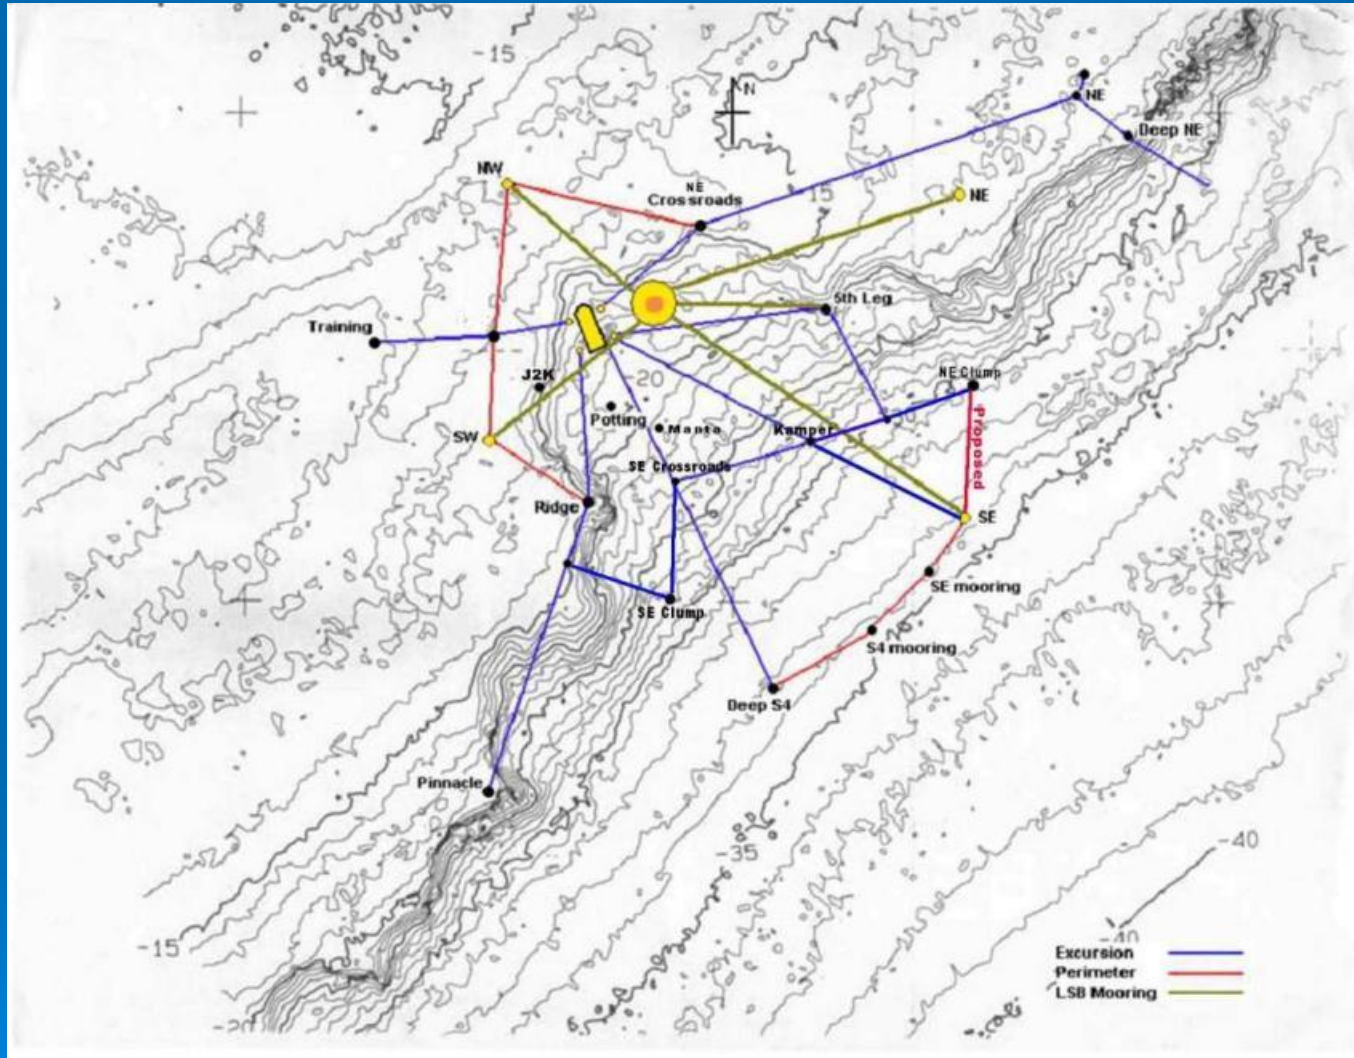 -15
N
NE
Deep NE
NW
NE
Crossroads
15
NE
5th Leg
Training
J2K
20
NE Clump
Potting
Manta
Kamper
Proposed
SW
SE Crossroads
Ridge
SE
SE mooring
SE Clump
S4 mooring
Deep S4
Pinnacle
-35
-40
-15
-40
Excursion
Perimeter
LSB Mooring
-20